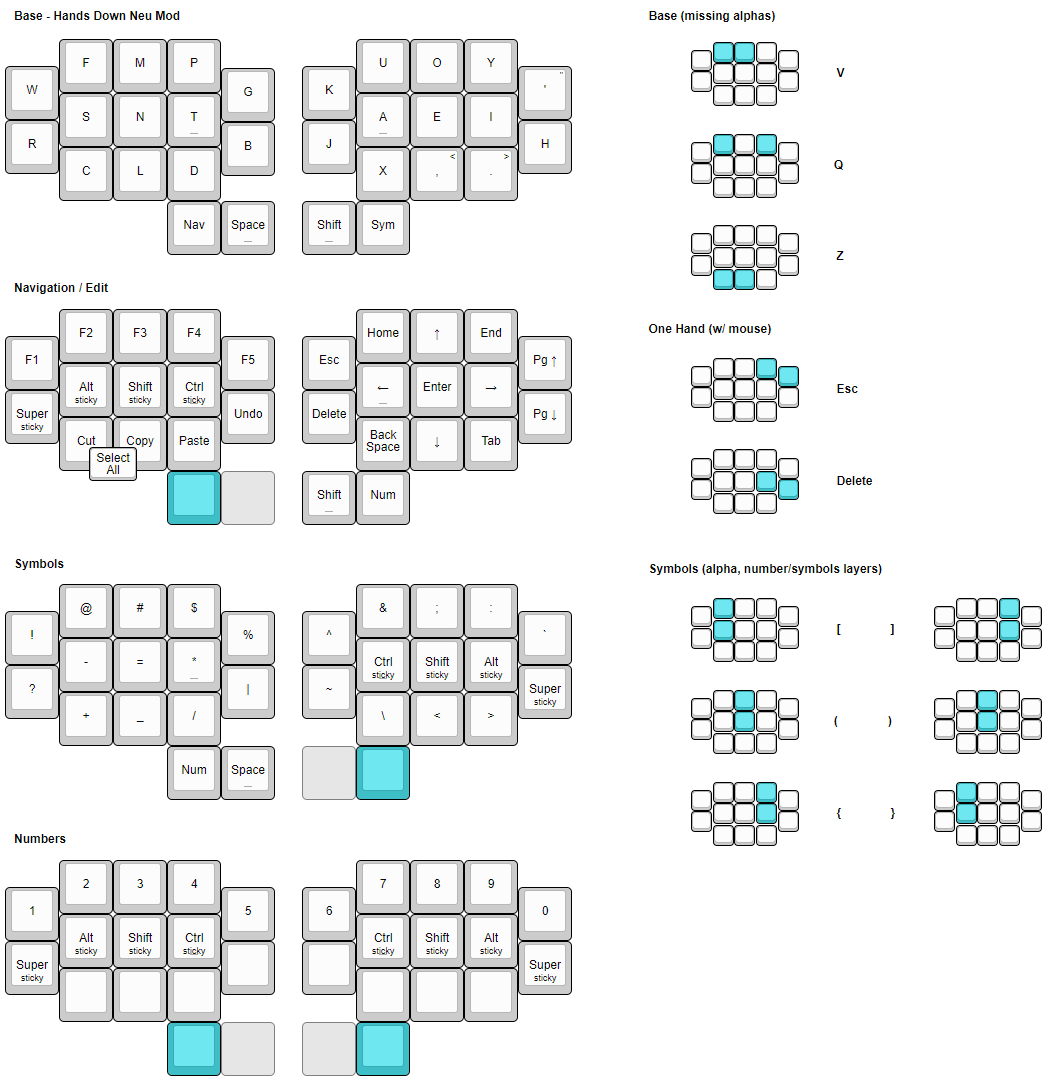 Base - Hands Down Neu Mod
F M P
W G
S N T
_
R B
C L D
Nav Space
_
U O Y
K " '
A E I
_
J H
X < , > .
Shift Sym
_
Navigation / Edit
F2 F3 F4
F1 F5
Alt Shift Ctrl
sticky sticky sticky
Super Undo
sticky
Cut Copy Paste
Select
All
Home ↑ End
Esc Pg ↑
← Enter →
_
Delete Pg ↓
Back
Space ↓ Tab
Shift Num
_
Symbols
@ # $
! %
- = *
_
? |
+ _ /
Num Space
_
& ; :
^ `
Ctrl Shift Alt
sticky sticky sticky
~ Super
sticky
\ < >
Numbers
2 3 4
1 5
Alt Shift Ctrl
sticky sticky sticky
Super
sticky
7 8 9
6 0
Ctrl Shift Alt
sticky sticky sticky
Super
sticky
Base (missing alphas)
V
Q
Z
One Hand (w/ mouse)
Esc
Delete
Symbols (alpha, number/symbols layers)
[ ]
( )
{ }